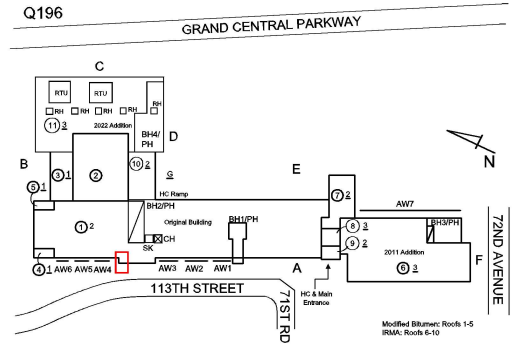 Q196
GRAND CENTRAL PARKWAY
C
RTU
RTU
RH
RH
RH
RH
RH
11 3
2022 Addition
BH4/
PH
D
B
3 1
2
10 2
G
E
N
5 1
HC Ramp
7 2
BH2/PH
AW7
1 2
Original Building
BH1/PH
8 3
BH3/PH
CH
SK
9 2
2011 Addition
F
4 1
AW6
AW5
AW4
AW3
AW2
AW1
A
6 3
72ND AVENUE
113TH STREET
71ST RD
HC & Main
Entrance
Modified Bitumen: Roofs 1-5
IRMA: Roofs 6-10